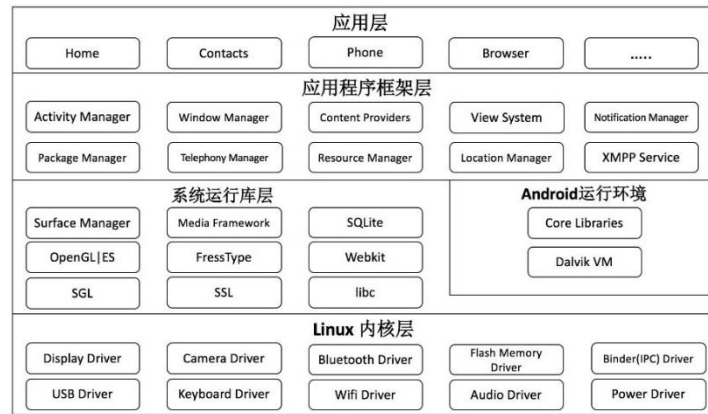 应用层
Home Contacts Phone Browser .....
应用程序框架层
Activity Manager Window Manager Content Providers View System Notification Manager
Package Manager Telephony Manager Resource Manager Location Manager XMPP Service
系统运行库层
Surface Manager Media Framework SQLite
OpenGL|ES FressType Webkit
SGL SSL libc
Android运行环境
Core Libraries
Dalvik VM
Linux 内核层
Display Driver Camera Driver Bluetooth Driver Flash Memory Driver Binder(IPC) Driver
USB Driver Keyboard Driver Wifi Driver Audio Driver Power Driver